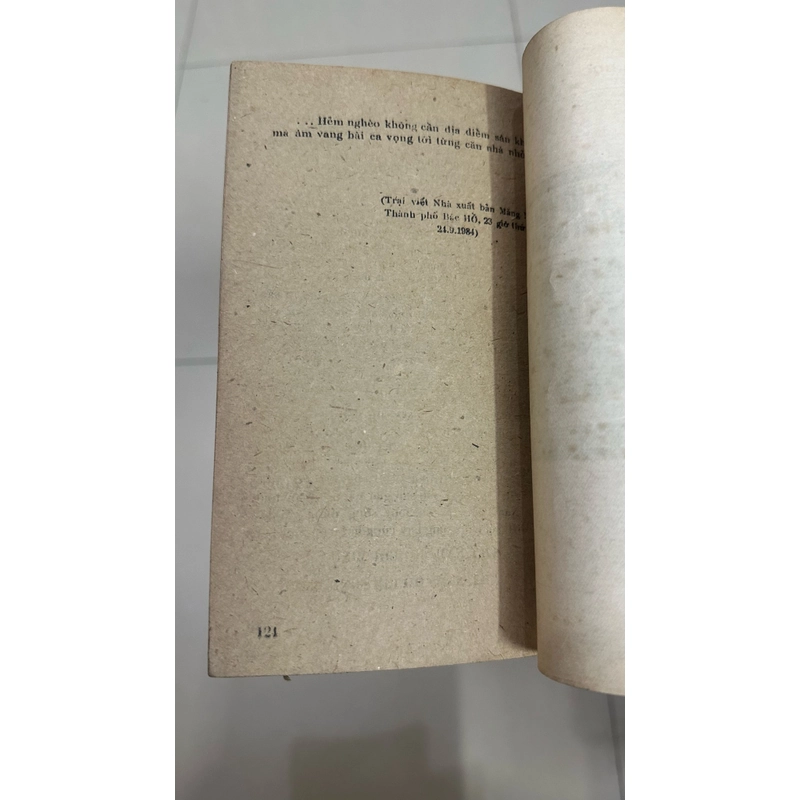 ...Hẻm nghèo không cần địa điểm sân
mà âm vang bài ca vọng tới từng căn nhà nhỏ
(Trại viết Nhà xuất bản Măng
Thành phố Bác HỒ, 23 giờ
24.9.1984)
124